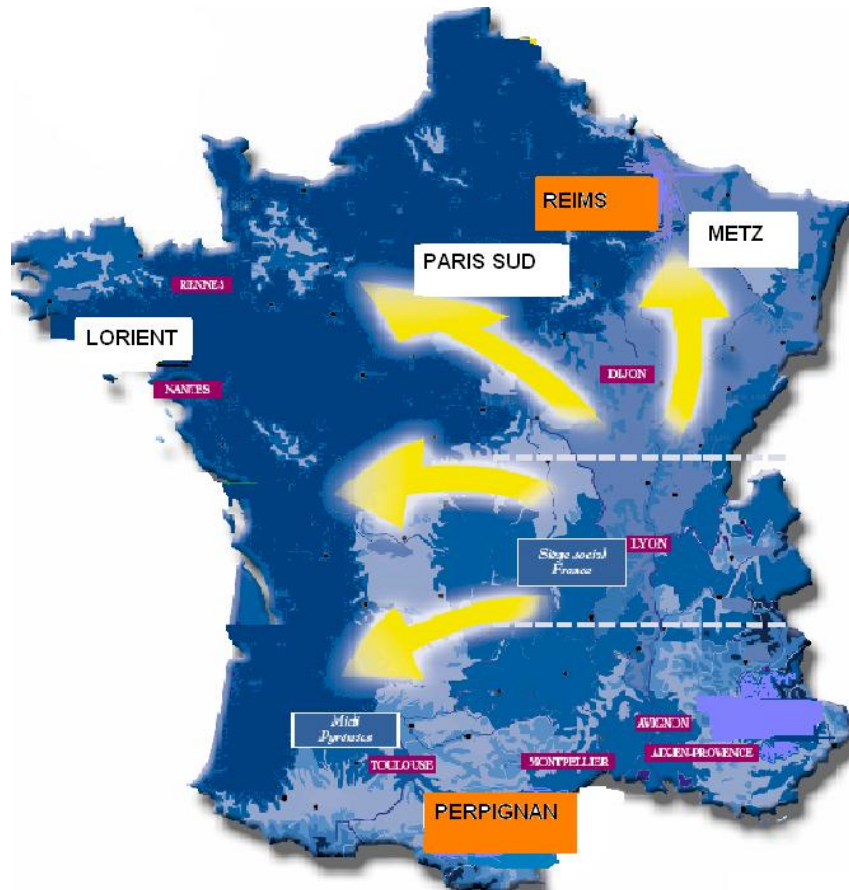 REIMS
METZ
PARIS SUD
RENNES
LORIENT
DIJON
NANTES
LYON
Siège social
France
Midi
Pyrénées
AVIGNON
AIX-EN-PROVENCE
TOULOUSE
MONTPELLIER
PERPIGNAN